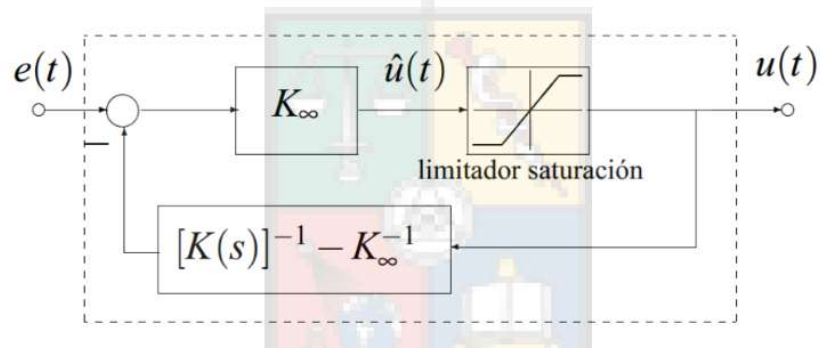 e(t)
K∞
û(t)
u(t)
limitador saturación
−
[K(s)]⁻¹ − K∞⁻¹